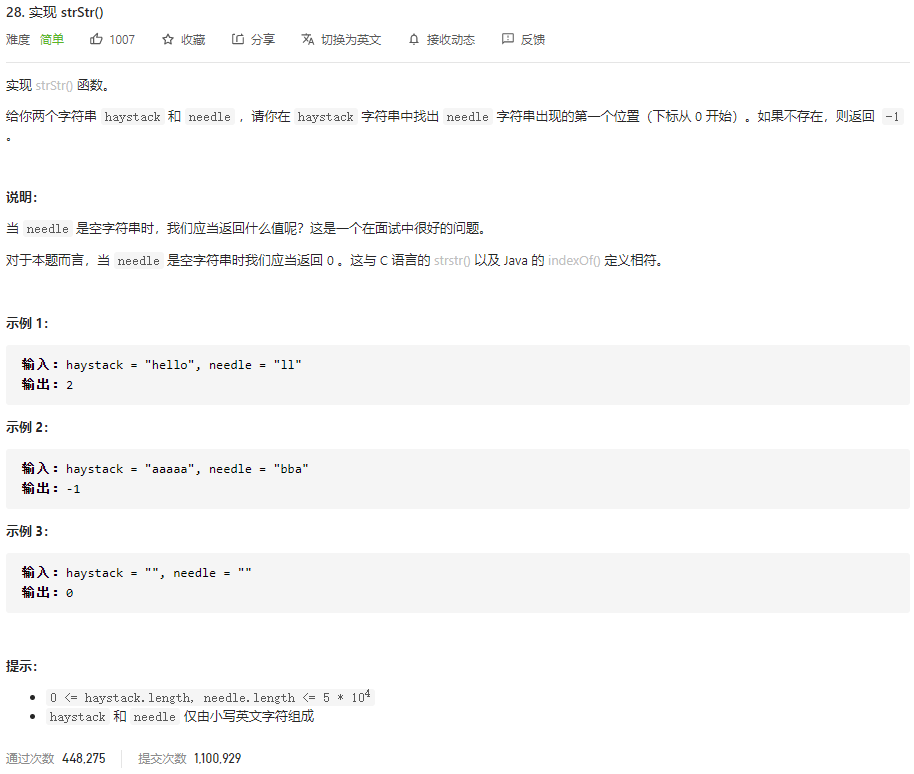 28. 实现 strStr()
难度 简单 1007 收藏 分享 切换为英文 接收动态 反馈
实现 strStr() 函数。
给你两个字符串 haystack 和 needle ，请你在 haystack 字符串中找出 needle 字符串出现的第一个位置（下标从 0 开始）。如果不存在，则返回 -1
。
说明：
当 needle 是空字符串时，我们应当返回什么值呢？这是一个在面试中很好的问题。
对于本题而言，当 needle 是空字符串时我们应当返回 0 。这与 C 语言的 strstr() 以及 Java 的 indexOf() 定义相符。
示例 1：
输入：haystack = "hello", needle = "ll"
输出：2
示例 2：
输入：haystack = "aaaaa", needle = "bba"
输出：-1
示例 3：
输入：haystack = "", needle = ""
输出：0
提示：
• 0 <= haystack.length, needle.length <= 5 * 10⁴
• haystack 和 needle 仅由小写英文字符组成
通过次数 448,275 提交次数 1,100,929